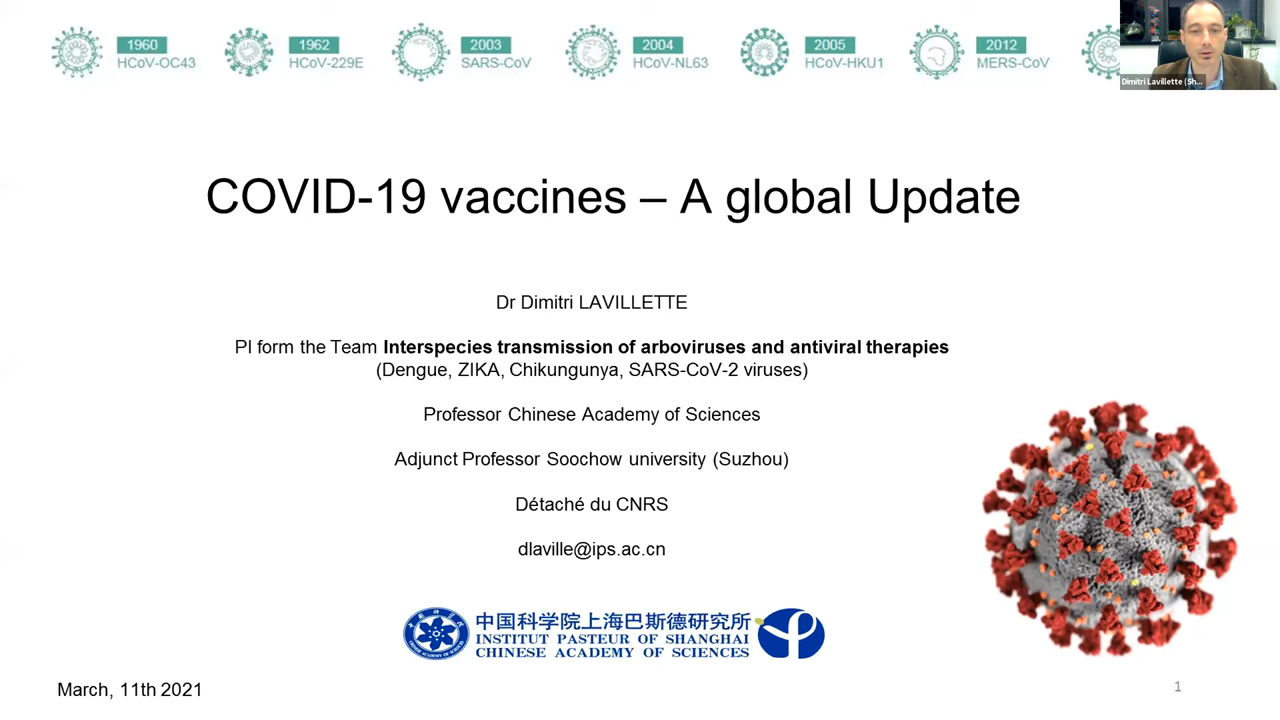 1960
HCoV-OC43
1962
HCoV-229E
2003
SARS-CoV
2004
HCoV-NL63
2005
HCoV-HKU1
2012
MERS-CoV
Dimitri Lavillette (Sh...
COVID-19 vaccines – A global Update
Dr Dimitri LAVILLETTE
PI form the Team Interspecies transmission of arboviruses and antiviral therapies
(Dengue, ZIKA, Chikungunya, SARS-CoV-2 viruses)
Professor Chinese Academy of Sciences
Adjunct Professor Soochow university (Suzhou)
Détaché du CNRS
dlaville@ips.ac.cn
中国科学院上海巴斯德研究所
INSTITUT PASTEUR OF SHANGHAI
CHINESE ACADEMY OF SCIENCES
March, 11th 2021
1